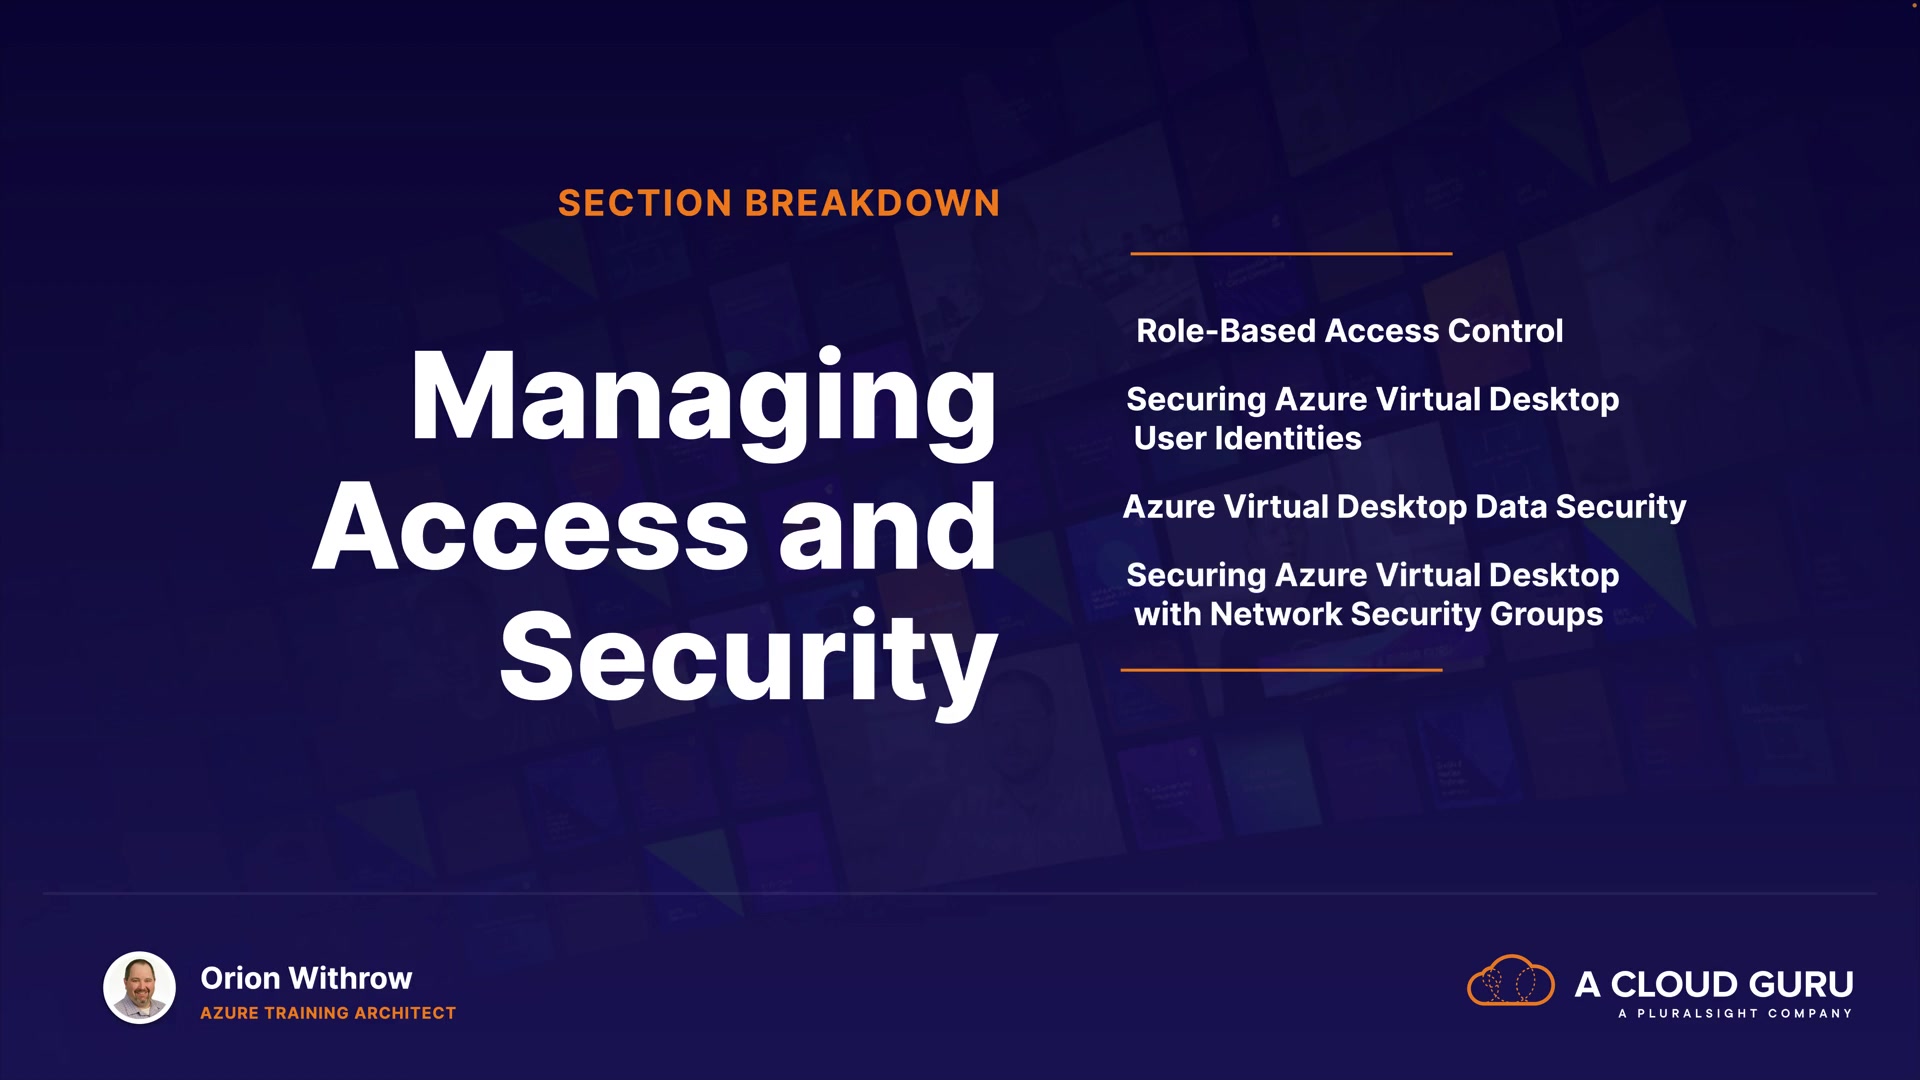 SECTION BREAKDOWN
Managing
Access and
Security
Role-Based Access Control
Securing Azure Virtual Desktop
User Identities
Azure Virtual Desktop Data Security
Securing Azure Virtual Desktop
with Network Security Groups
Orion Withrow
AZURE TRAINING ARCHITECT
A CLOUD GURU
A PLURALSIGHT COMPANY